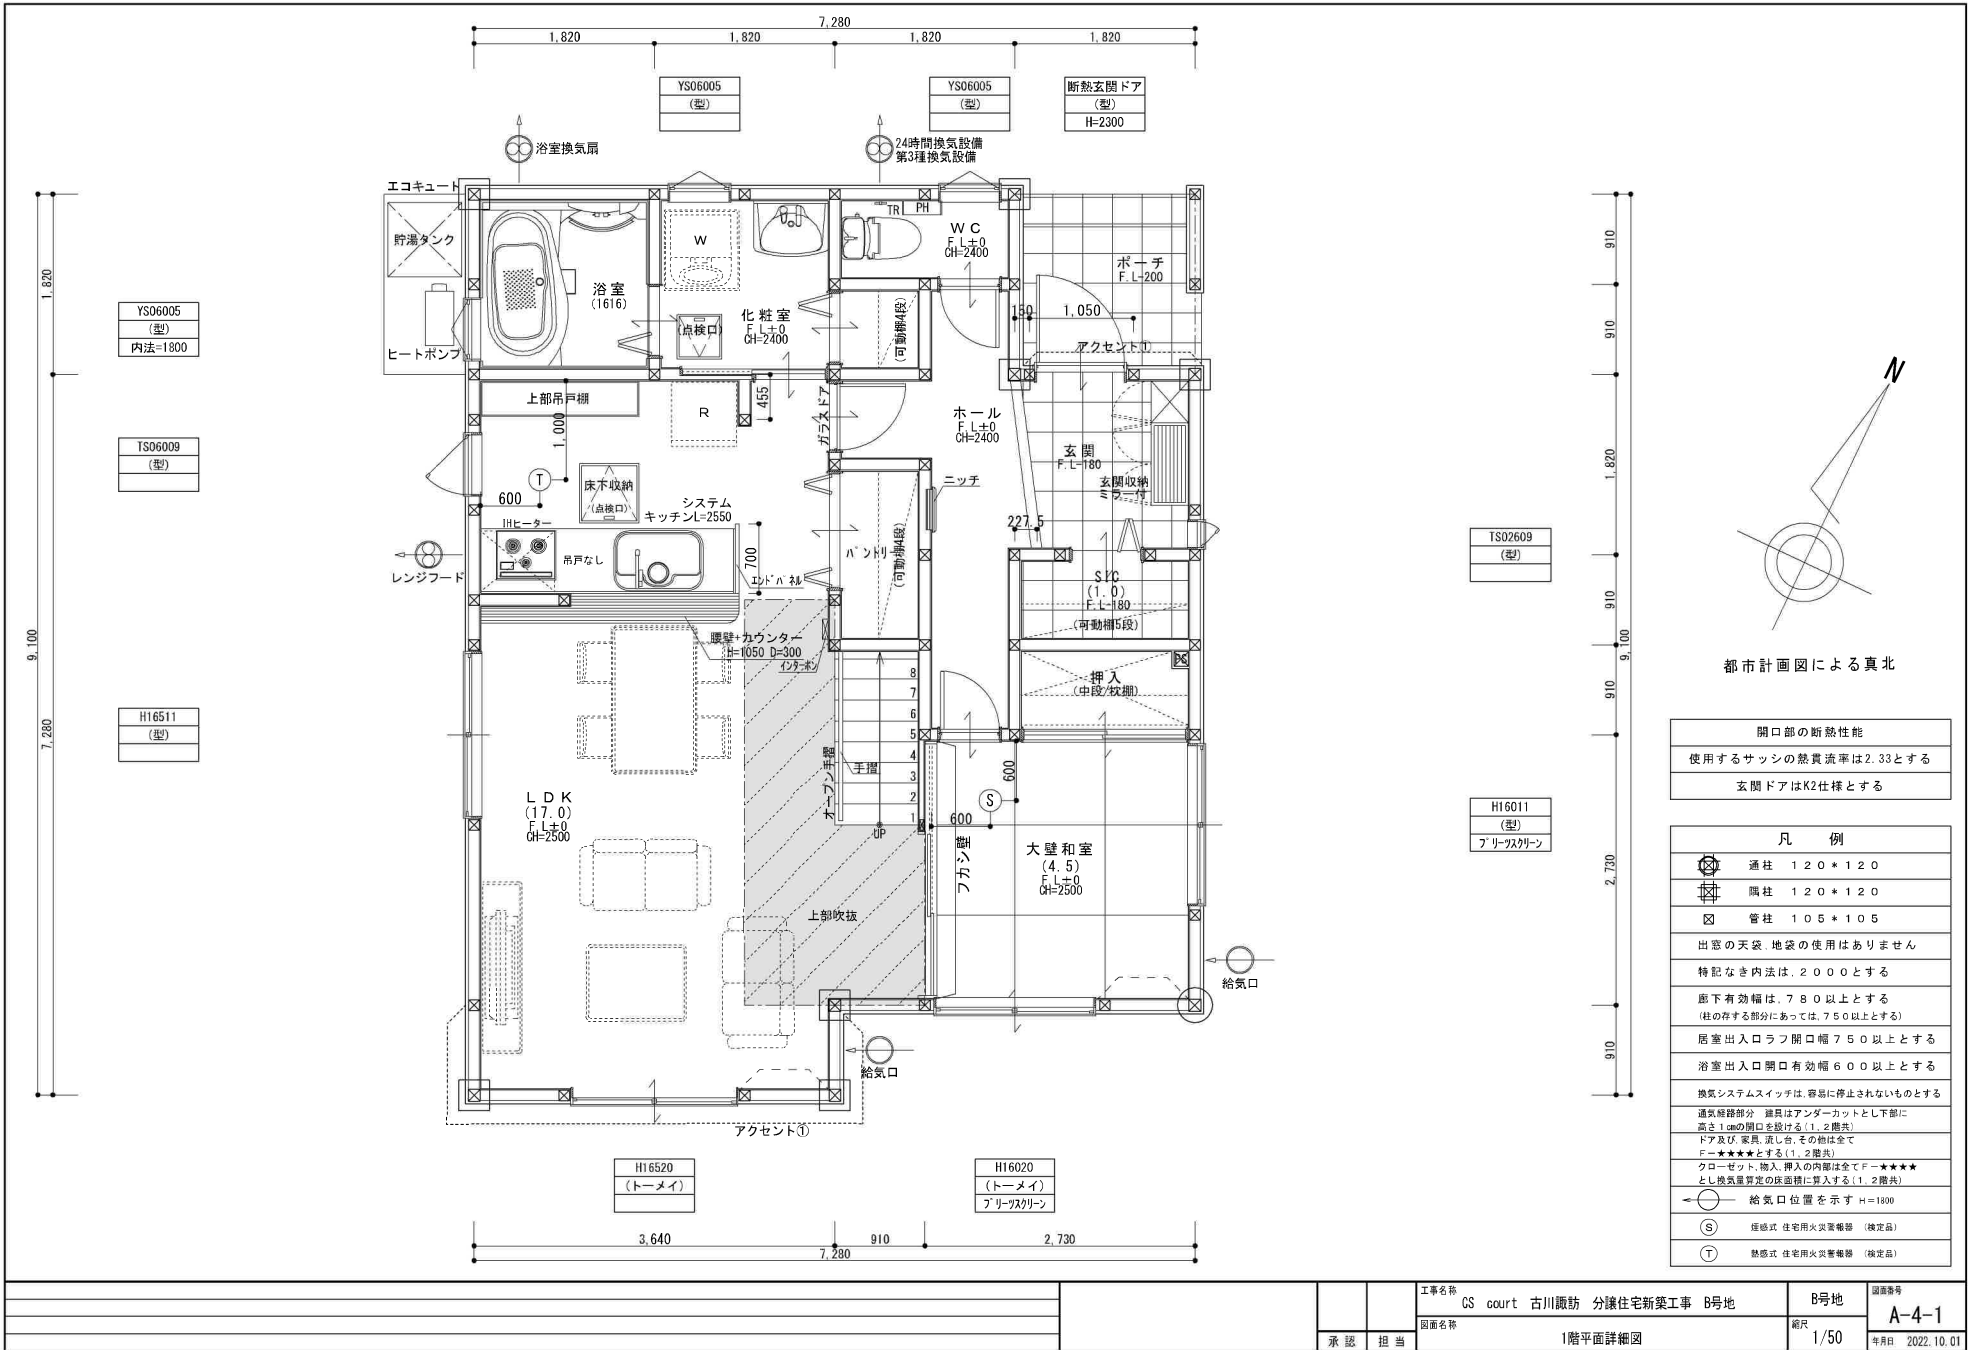 7,280
1,820
1,820
1,820
1,820
YS06005
(型)
YS06005
(型)
断熱玄関ドア
(型)
H=2300
浴室換気扇
24時間換気設備
第3種換気設備
エコキュート
貯湯タンク
ヒートポンプ
1,820
7,280
9,100
YS06005
(型)
内法=1800
TS06009
(型)
H16511
(型)
浴室
(1616)
W
(点検口)
化粧室
F.L±0
CH=2400
TR
PH
WC
F.L±0
CH=2400
(可動棚4段)
ポーチ
F.L-200
150
1,050
アクセント①
上部吊戸棚
1,000
R
455
ガラスドア
ホール
F.L±0
CH=2400
玄関
F.L-180
玄関収納
ミラー付
T
600
床下収納
(点検口)
システム
キッチンL=2550
IHヒーター
吊戸なし
700
エンドパネル
レンジフード
パントリー
(可動棚4段)
ニッチ
227.5
SIC
(1.0)
F.L-180
(可動棚5段)
腰壁+カウンター
H=1050 D=300
インターホン
押入
(中段/枕棚)
PS
8
7
6
5
4
3
2
1
UP
手摺
オープン手摺
600
S
600
フカシ壁
LDK
(17.0)
F.L±0
CH=2500
大壁和室
(4.5)
F.L±0
CH=2500
上部吹抜
給気口
給気口
アクセント①
H16520
(トーメイ)
H16020
(トーメイ)
プリーツスクリーン
3,640
910
2,730
7,280
TS02609
(型)
H16011
(型)
プリーツスクリーン
910
910
1,820
910
910
2,730
910
9,100
N
都市計画図による真北
開口部の断熱性能
使用するサッシの熱貫流率は2.33とする
玄関ドアはK2仕様とする
凡 例
通柱 120*120
隅柱 120*120
管柱 105*105
出窓の天袋、地袋の使用はありません
特記なき内法は、2000とする
廊下有効幅は、780以上とする
(柱の存する部分にあっては、750以上とする)
居室出入口ラフ開口幅750以上とする
浴室出入口開口有効幅600以上とする
換気システムスイッチは、容易に停止されないものとする
通気経路部分 建具はアンダーカットとし下部に
高さ1cmの開口を設ける(1、2階共)
ドア及び、家具、流し台、その他は全て
F−★★★★とする(1、2階共)
クローゼット、物入、押入の内部は全てF−★★★★
とし換気量算定の床面積に算入する(1、2階共)
給気口位置を示す H=1800
S 煙感式 住宅用火災警報器 (検定品)
T 熱感式 住宅用火災警報器 (検定品)
承認
担当
工事名称
GS court 古川諏訪 分譲住宅新築工事 B号地
図面名称
1階平面詳細図
B号地
縮尺
1/50
図面番号
A-4-1
年月日 2022.10.01